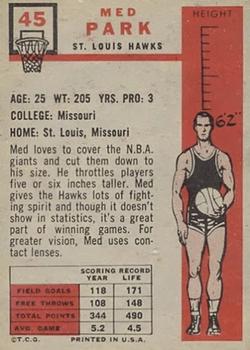 45
MED
PARK
ST. LOUIS HAWKS
HEIGHT
6'2"
AGE: 25 WT: 205 YRS. PRO: 3
COLLEGE: Missouri
HOME: St. Louis, Missouri
Med loves to cover the N.B.A.
giants and cut them down to
his size. He throttles players
five or six inches taller. Med
gives the Hawks lots of fight-
ing spirit and though it doesn't
show in statistics, it's a great
part of winning games. For
greater vision, Med uses con-
tact lenses.
SCORING RECORD
YEAR LIFE
FIELD GOALS 118 171
FREE THROWS 108 148
TOTAL POINTS 344 490
AVG. GAME 5.2 4.5
©T.C.G. PRINTED IN U.S.A.